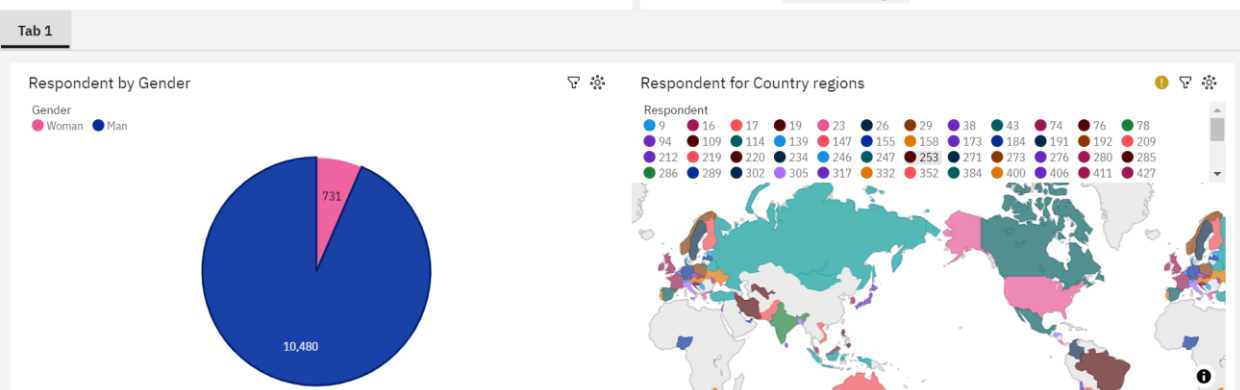 Tab 1
Respondent by Gender
Gender
Woman Man
731
10,480
Respondent for Country regions
Respondent
9 16 17 19 23 26 29 38 43 74 76 78
94 109 114 139 147 155 158 173 184 191 192 209
212 219 220 234 246 247 253 271 273 276 280 285
286 289 302 305 317 332 352 384 400 406 411 427